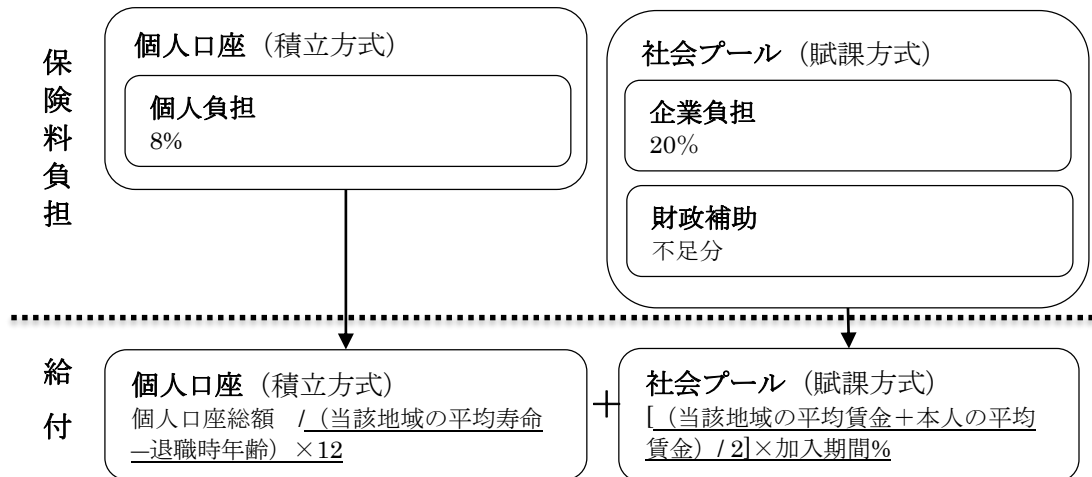 保険料負担
個人口座（積立方式）
個人負担
8%
社会プール（賦課方式）
企業負担
20%
財政補助
不足分
給付
個人口座（積立方式）
個人口座総額 /（当該地域の平均寿命
―退職時年齢）×12
+
社会プール（賦課方式）
[（当該地域の平均賃金＋本人の平均
賃金）/ 2]×加入期間%